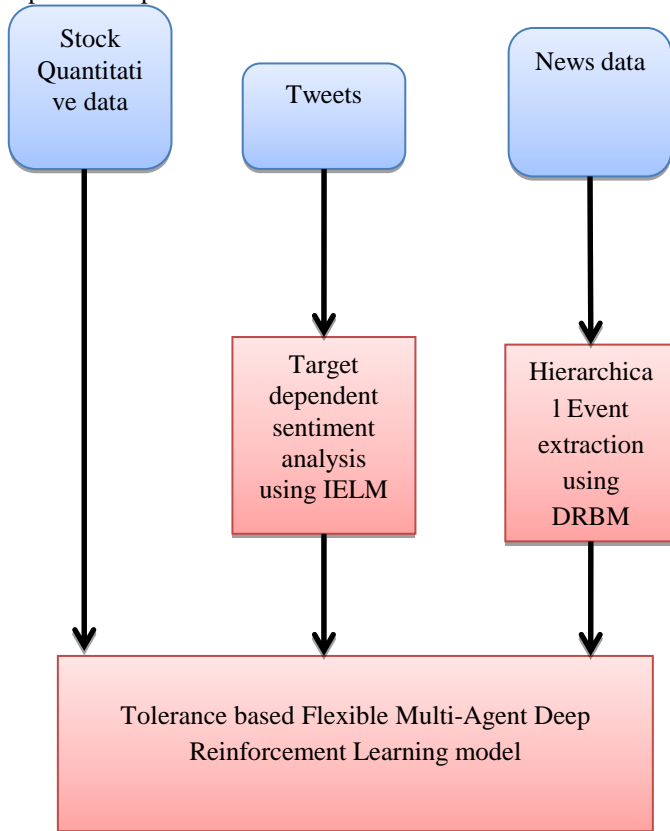 Stock
Quantitati
ve data
Tweets
News data
Target
dependent
sentiment
analysis
using IELM
Hierarchica
l Event
extraction
using
DRBM
Tolerance based Flexible Multi-Agent Deep
Reinforcement Learning model